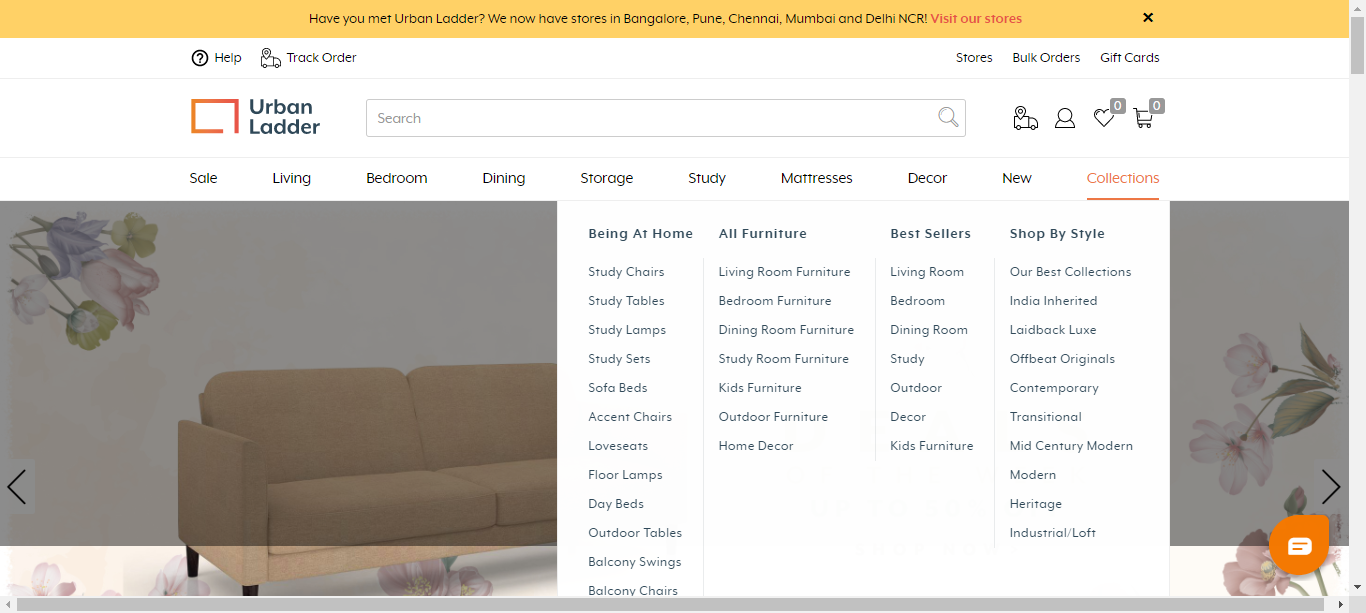 Have you met Urban Ladder? We now have stores in Bangalore, Pune, Chennai, Mumbai and Delhi NCR! Visit our stores
Help Track Order Stores Bulk Orders Gift Cards
Urban
Ladder
Search
0 0
Sale Living Bedroom Dining Storage Study Mattresses Decor New Collections
Being At Home
Study Chairs
Study Tables
Study Lamps
Study Sets
Sofa Beds
Accent Chairs
Loveseats
Floor Lamps
Day Beds
Outdoor Tables
Balcony Swings
Balcony Chairs
All Furniture
Living Room Furniture
Bedroom Furniture
Dining Room Furniture
Study Room Furniture
Kids Furniture
Outdoor Furniture
Home Decor
Best Sellers
Living Room
Bedroom
Dining Room
Study
Outdoor
Decor
Kids Furniture
Shop By Style
Our Best Collections
India Inherited
Laidback Luxe
Offbeat Originals
Contemporary
Transitional
Mid Century Modern
Modern
Heritage
Industrial/Loft